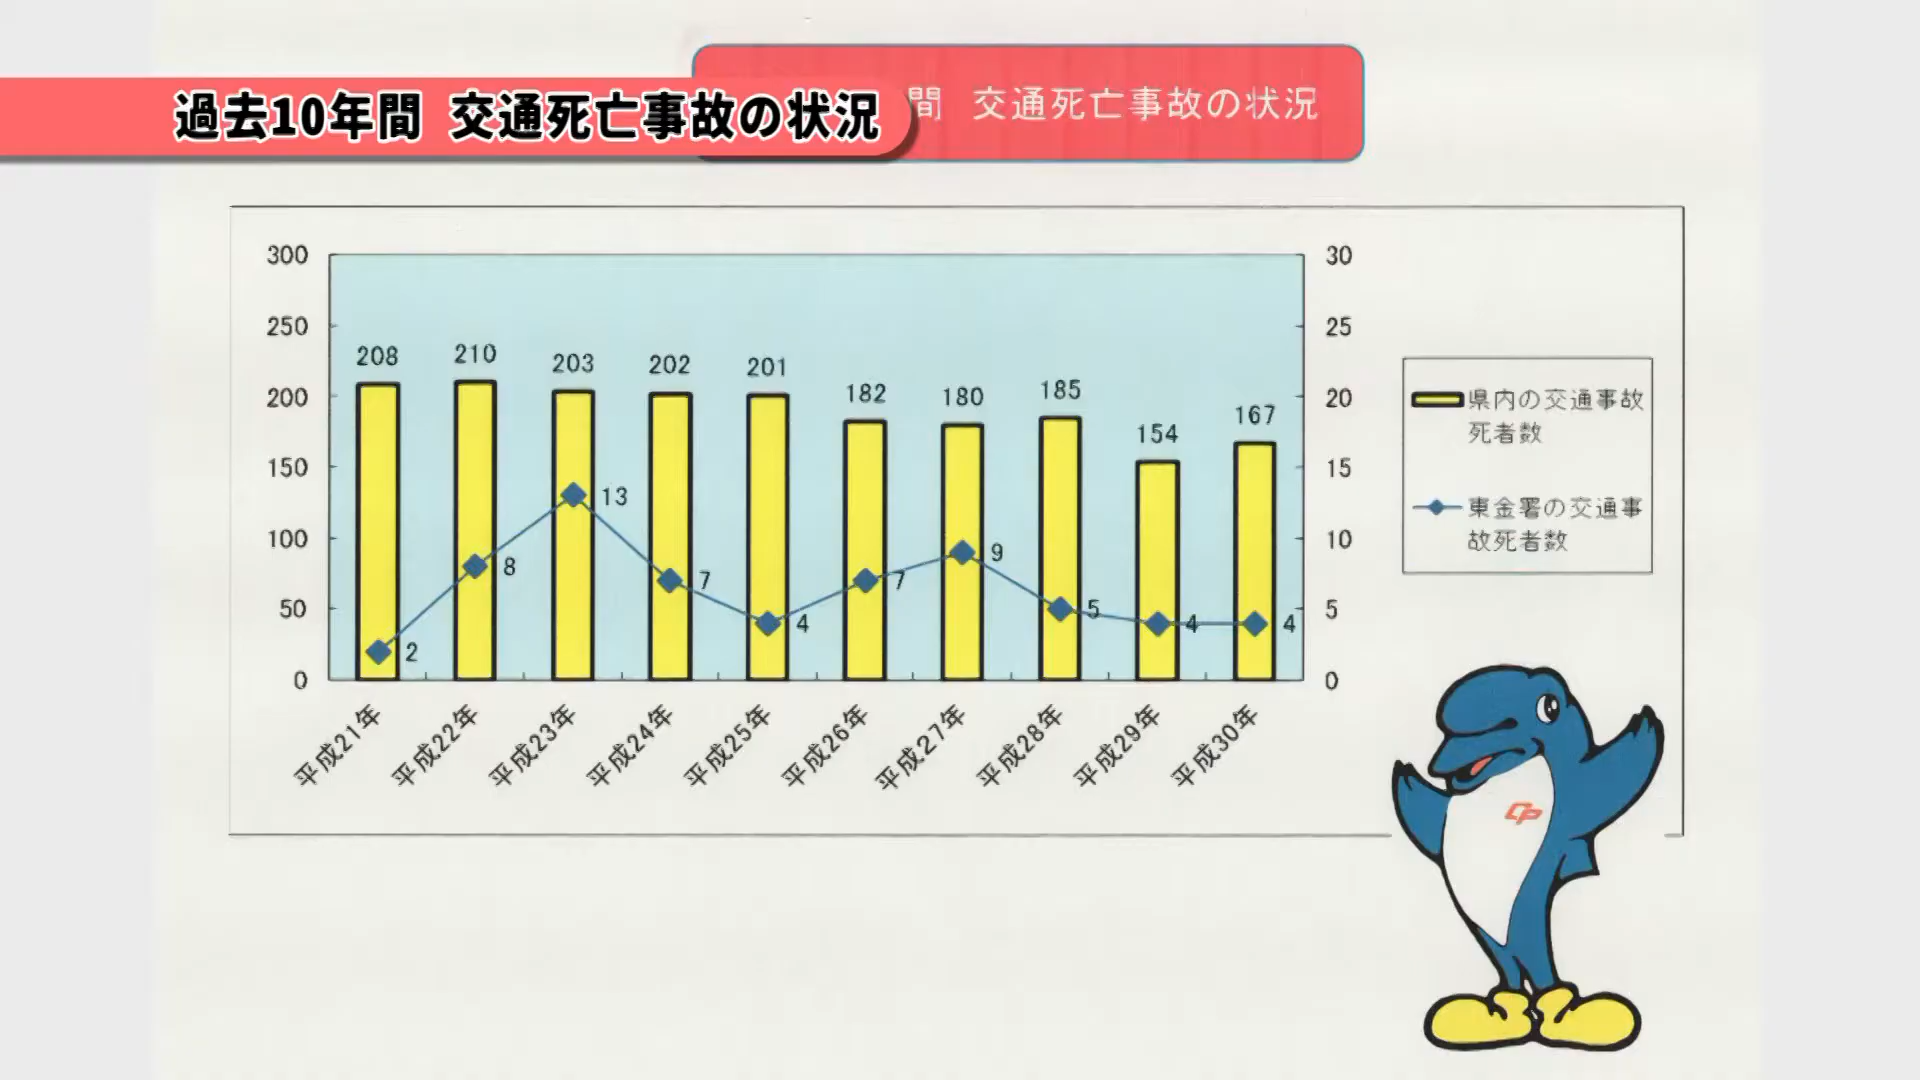 過去10年間 交通死亡事故の状況
間 交通死亡事故の状況
300
250
200
150
100
50
0
30
25
20
15
10
5
0
208
210
203
202
201
182
180
185
154
167
2
8
13
7
4
7
9
5
4
4
平成21年
平成22年
平成23年
平成24年
平成25年
平成26年
平成27年
平成28年
平成29年
平成30年
県内の交通事故
死者数
東金署の交通事
故死者数
CP